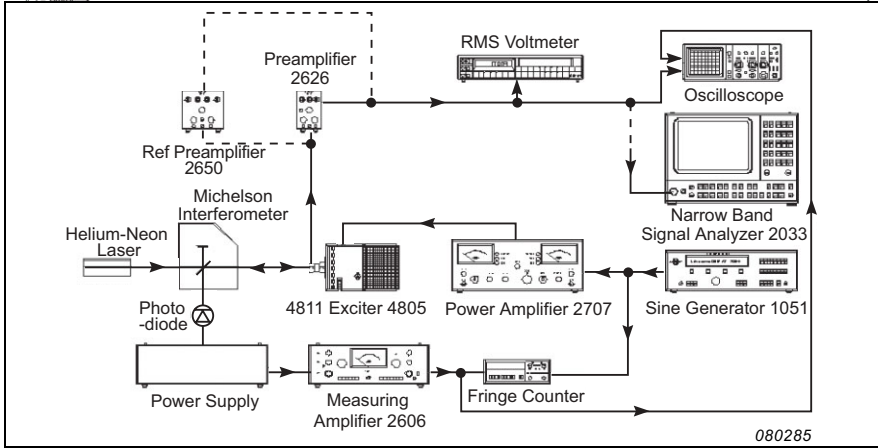 RMS Voltmeter
Preamplifier
2626
Oscilloscope
Ref Preamplifier
2650
Michelson
Interferometer
Narrow Band
Signal Analyzer 2033
Helium-Neon
Laser
4811 Exciter 4805
Power Amplifier 2707
Sine Generator 1051
Photo
-diode
Power Supply
Measuring
Amplifier 2606
Fringe Counter
080285